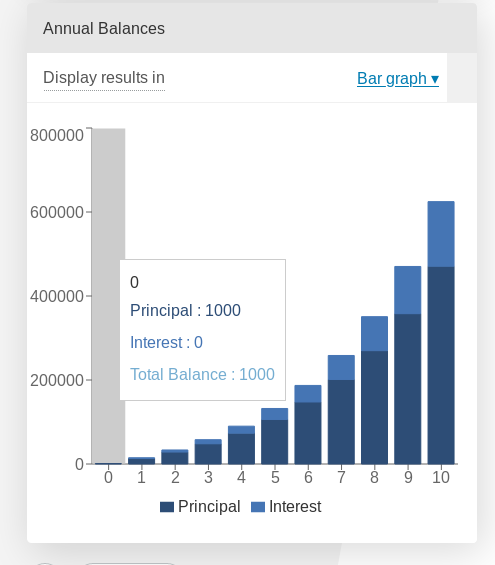 Annual Balances
Display results in
Bar graph ▾
800000
600000
400000
200000
0
0
Principal : 1000
Interest : 0
Total Balance : 1000
0 1 2 3 4 5 6 7 8 9 10
Principal Interest